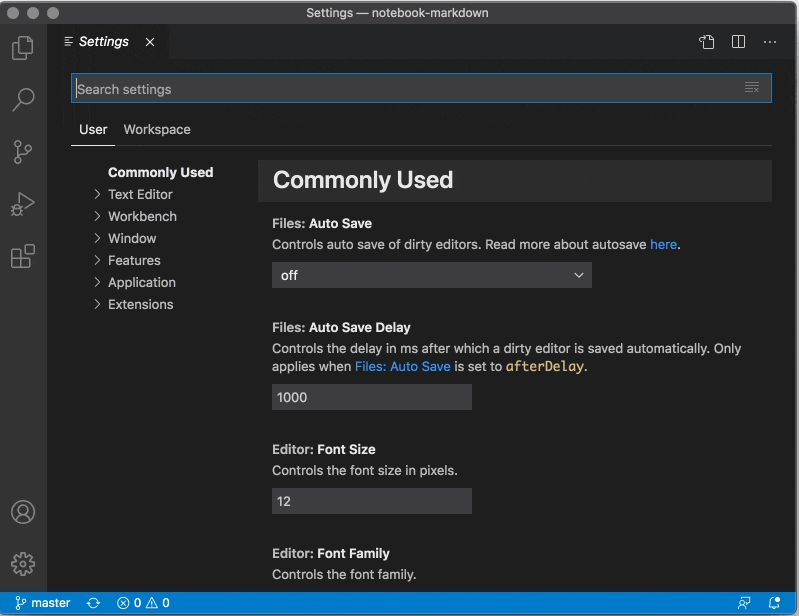 Settings — notebook-markdown
Settings
Search settings
User Workspace
Commonly Used
Text Editor
Workbench
Window
Features
Application
Extensions
Commonly Used
Files: Auto Save
Controls auto save of dirty editors. Read more about autosave here.
off
Files: Auto Save Delay
Controls the delay in ms after which a dirty editor is saved automatically. Only
applies when Files: Auto Save is set to afterDelay.
1000
Editor: Font Size
Controls the font size in pixels.
12
Editor: Font Family
Controls the font family.
master 0 0